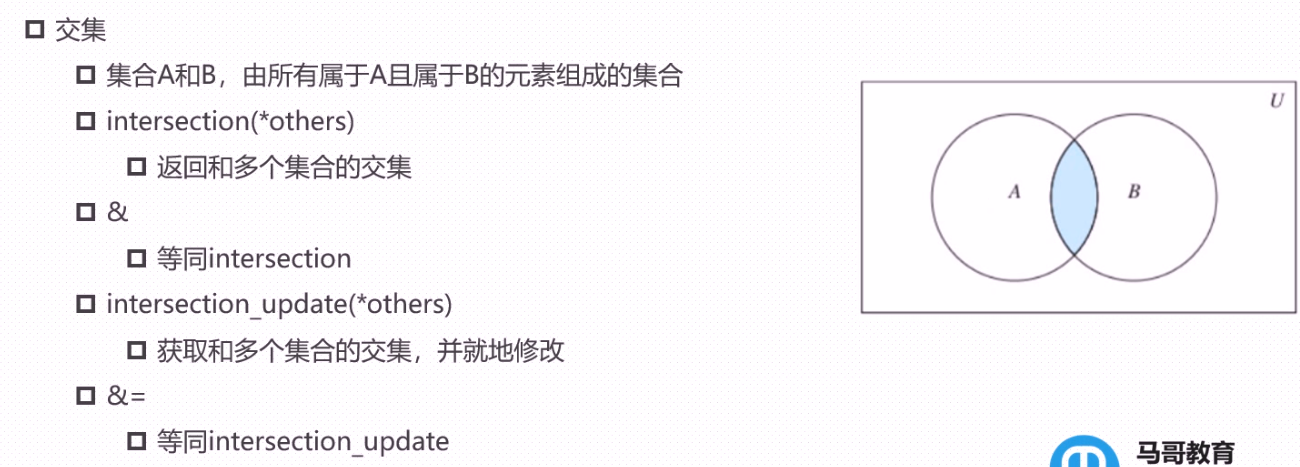 交集
集合A和B，由所有属于A且属于B的元素组成的集合
intersection(*others)
返回和多个集合的交集
&
等同intersection
intersection_update(*others)
获取和多个集合的交集，并就地修改
&=
等同intersection_update
U
A
B
马哥教育